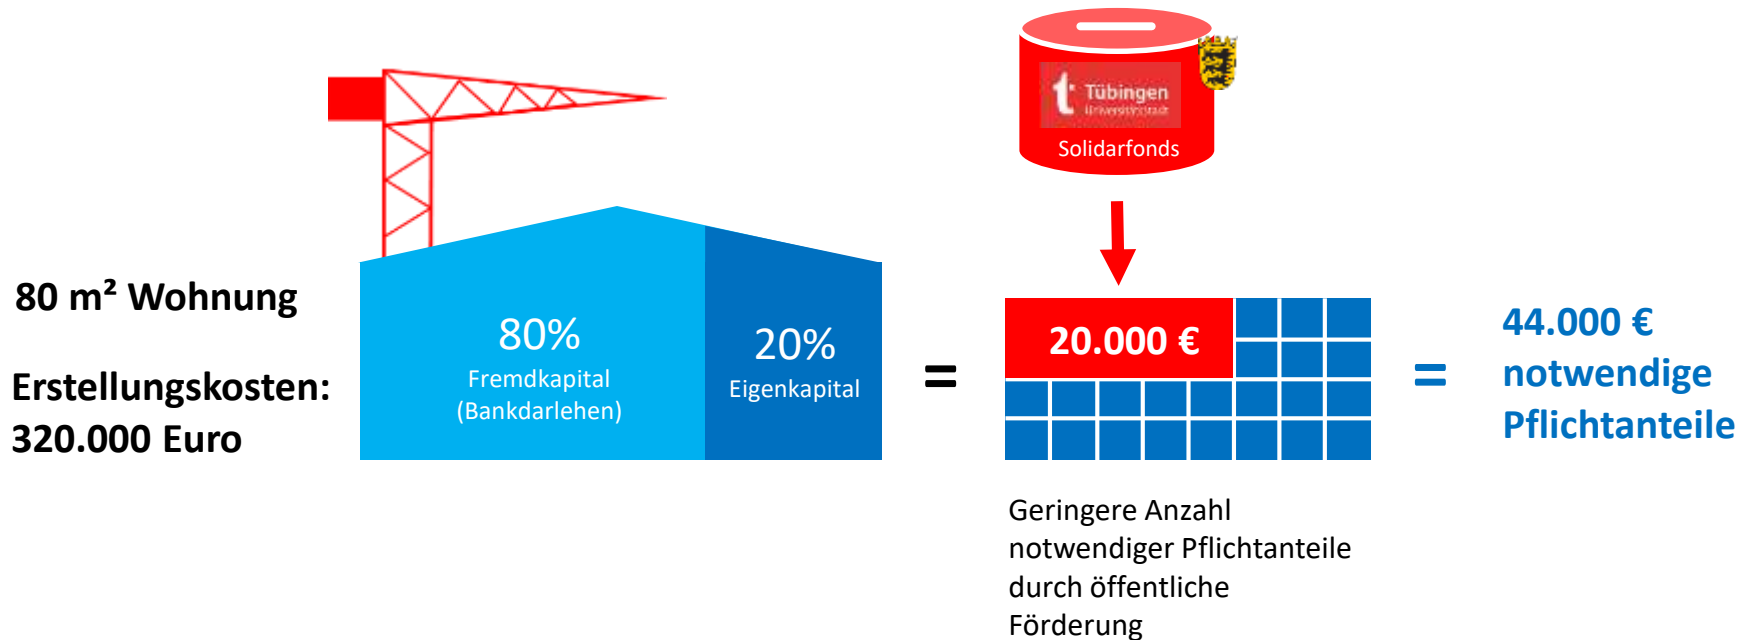 80 m² Wohnung
Erstellungskosten:
320.000 Euro
80%
Fremdkapital
(Bankdarlehen)
20%
Eigenkapital
=
t Tübingen
Universitätsstadt
Solidarfonds
20.000 €
Geringere Anzahl
notwendiger Pflichtanteile
durch öffentliche
Förderung
=
44.000 €
notwendige
Pflichtanteile